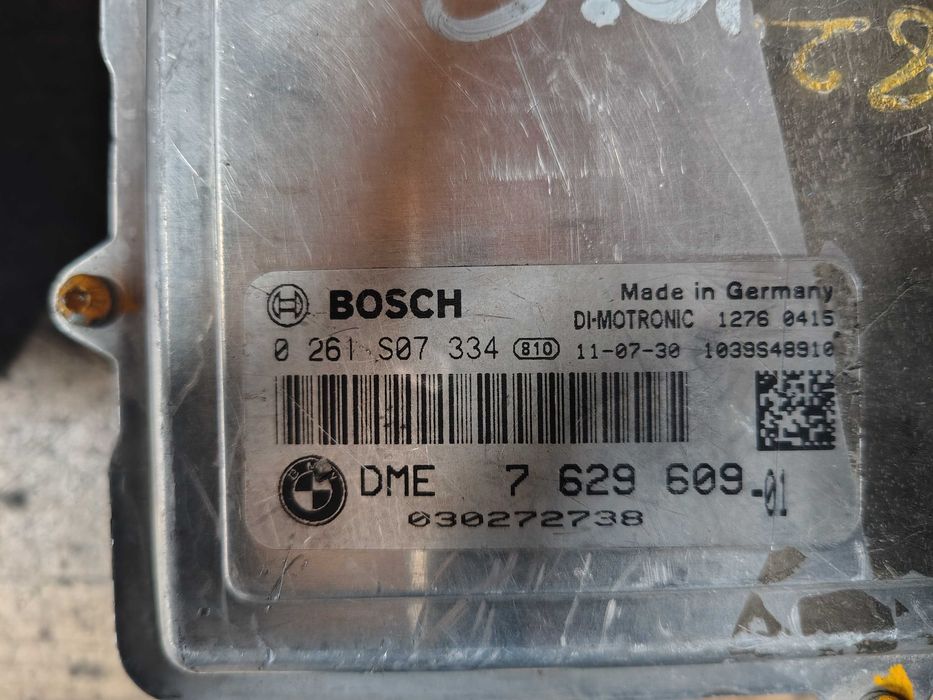 BOSCH Made in Germany
DI-MOTRONIC 1276 0415
0 261 S07 334 810 11-07-30 1039S48910
BMW
DME 7 629 609-01
030272738